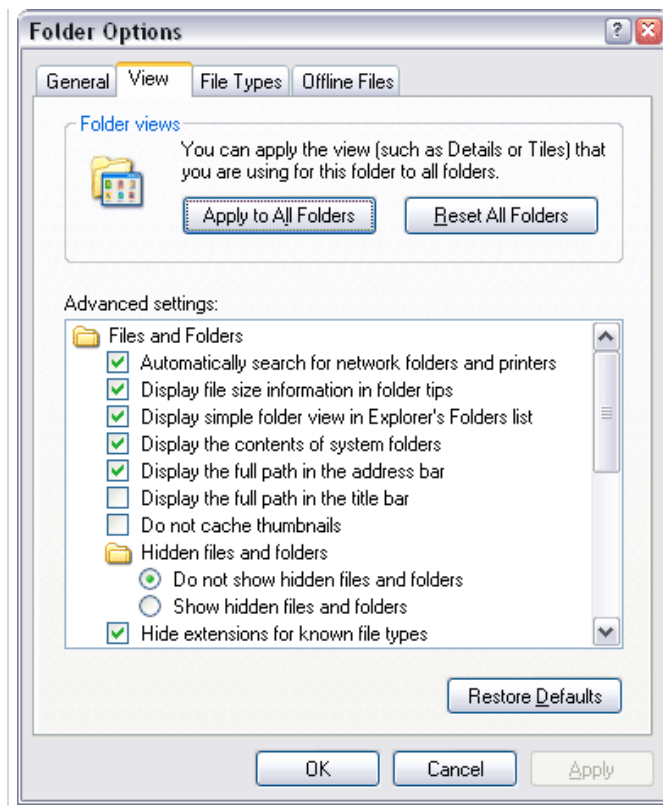 Folder Options
General View File Types Offline Files
Folder views
You can apply the view (such as Details or Tiles) that
you are using for this folder to all folders.
Apply to All Folders Reset All Folders
Advanced settings:
Files and Folders
Automatically search for network folders and printers
Display file size information in folder tips
Display simple folder view in Explorer's Folders list
Display the contents of system folders
Display the full path in the address bar
Display the full path in the title bar
Do not cache thumbnails
Hidden files and folders
Do not show hidden files and folders
Show hidden files and folders
Hide extensions for known file types
Restore Defaults
OK Cancel Apply